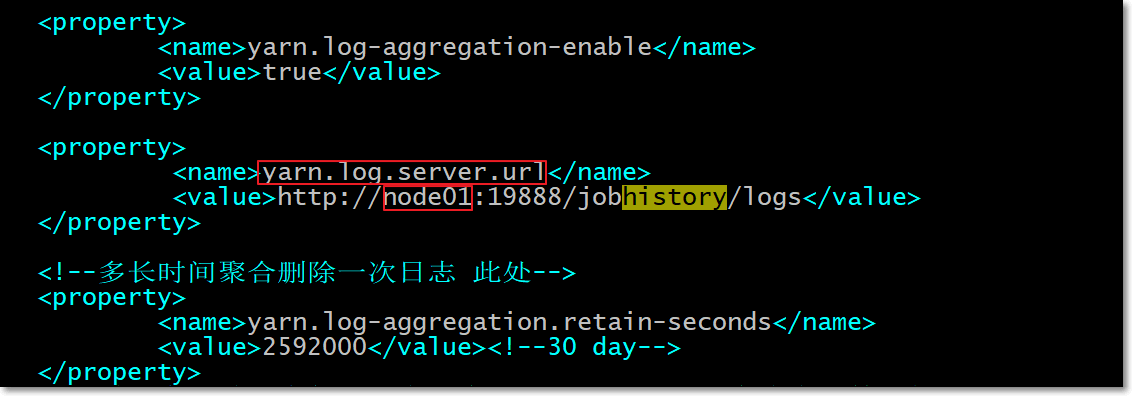 <property>
<name>yarn.log-aggregation-enable</name>
<value>true</value>
</property>
<property>
<name>yarn.log.server.url</name>
<value>http://node01:19888/jobhistory/logs</value>
</property>
<!--多长时间聚合删除一次日志 此处-->
<property>
<name>yarn.log-aggregation.retain-seconds</name>
<value>2592000</value><!--30 day-->
</property>